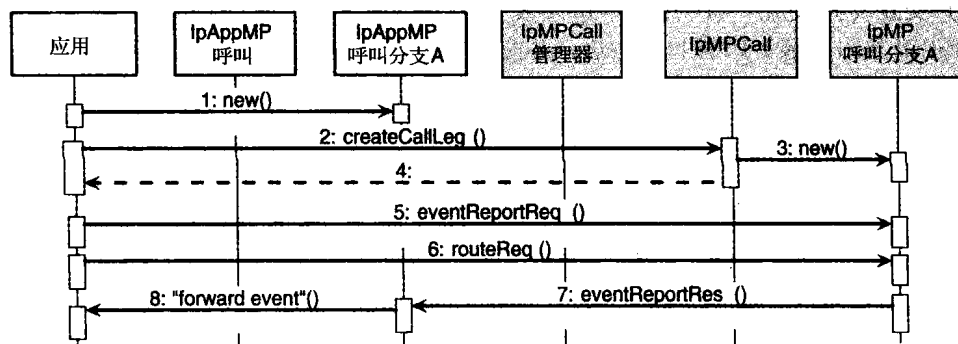 应用
IpAppMP
呼叫
IpAppMP
呼叫分支A
IpMPCall
管理器
IpMPCall
IpMP
呼叫分支A
1: new()
2: createCallLeg ()
3: new()
4:
5: eventReportReq ()
6: routeReq ()
7: eventReportRes ()
8: "forward event"()